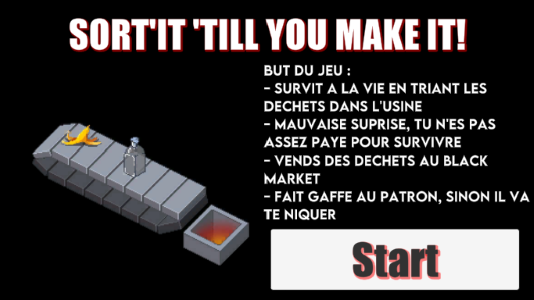 SORT'IT 'TILL YOU MAKE IT!
BUT DU JEU :
- SURVIT A LA VIE EN TRIANT LES
DECHETS DANS L'USINE
- MAUVAISE SUPRISE, TU N'ES PAS
ASSEZ PAYE POUR SURVIVRE
- VENDS DES DECHETS AU BLACK
MARKET
- FAIT GAFFE AU PATRON, SINON IL VA
TE NIQUER
Start